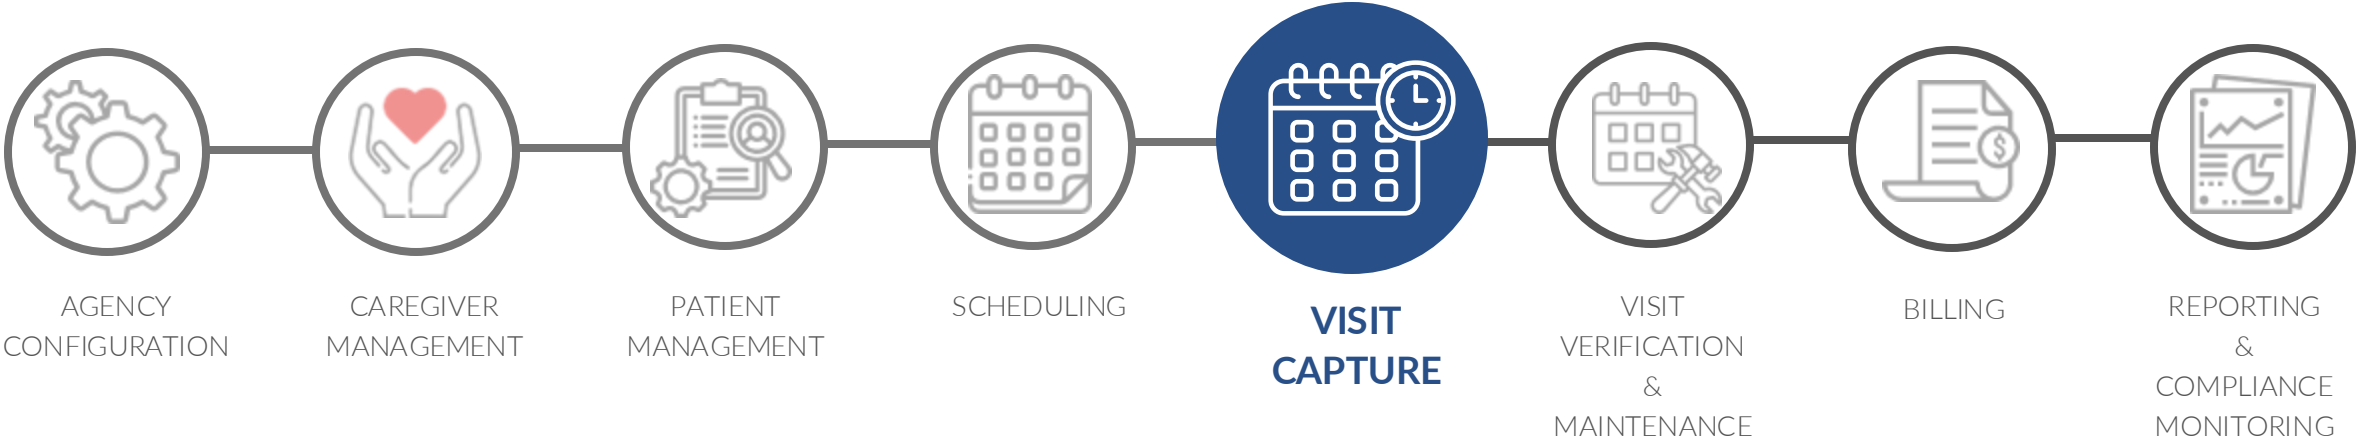 AGENCY
CONFIGURATION
CAREGIVER
MANAGEMENT
PATIENT
MANAGEMENT
SCHEDULING
VISIT
CAPTURE
VISIT
VERIFICATION
&
MAINTENANCE
BILLING
$
REPORTING
&
COMPLIANCE
MONITORING